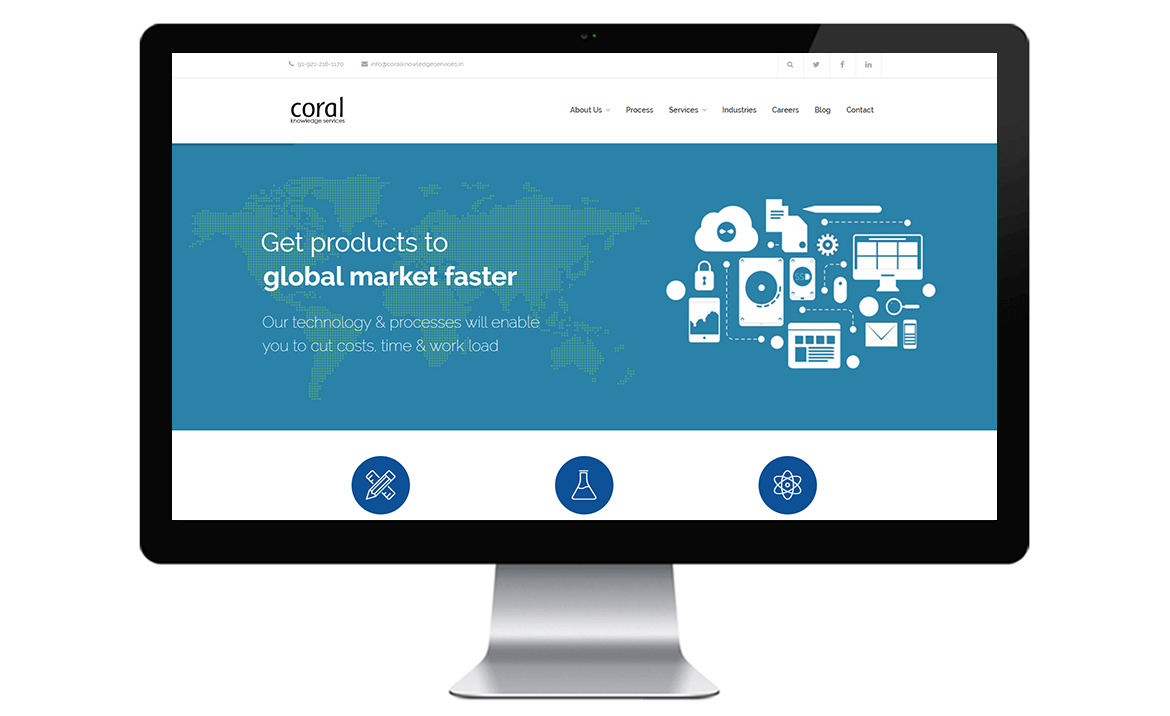 91-921-216-1170
info@coralknowledgeservices.in
coral
knowledge services
About Us
Process
Services
Industries
Careers
Blog
Contact
Get products to
global market faster
Our technology & processes will enable
you to cut costs, time & work load
SSD